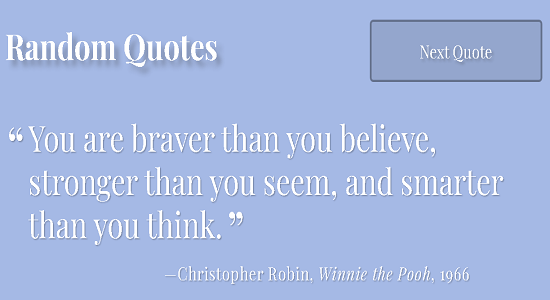 Random Quotes
Next Quote
“You are braver than you believe,
stronger than you seem, and smarter
than you think.”
—Christopher Robin, Winnie the Pooh, 1966